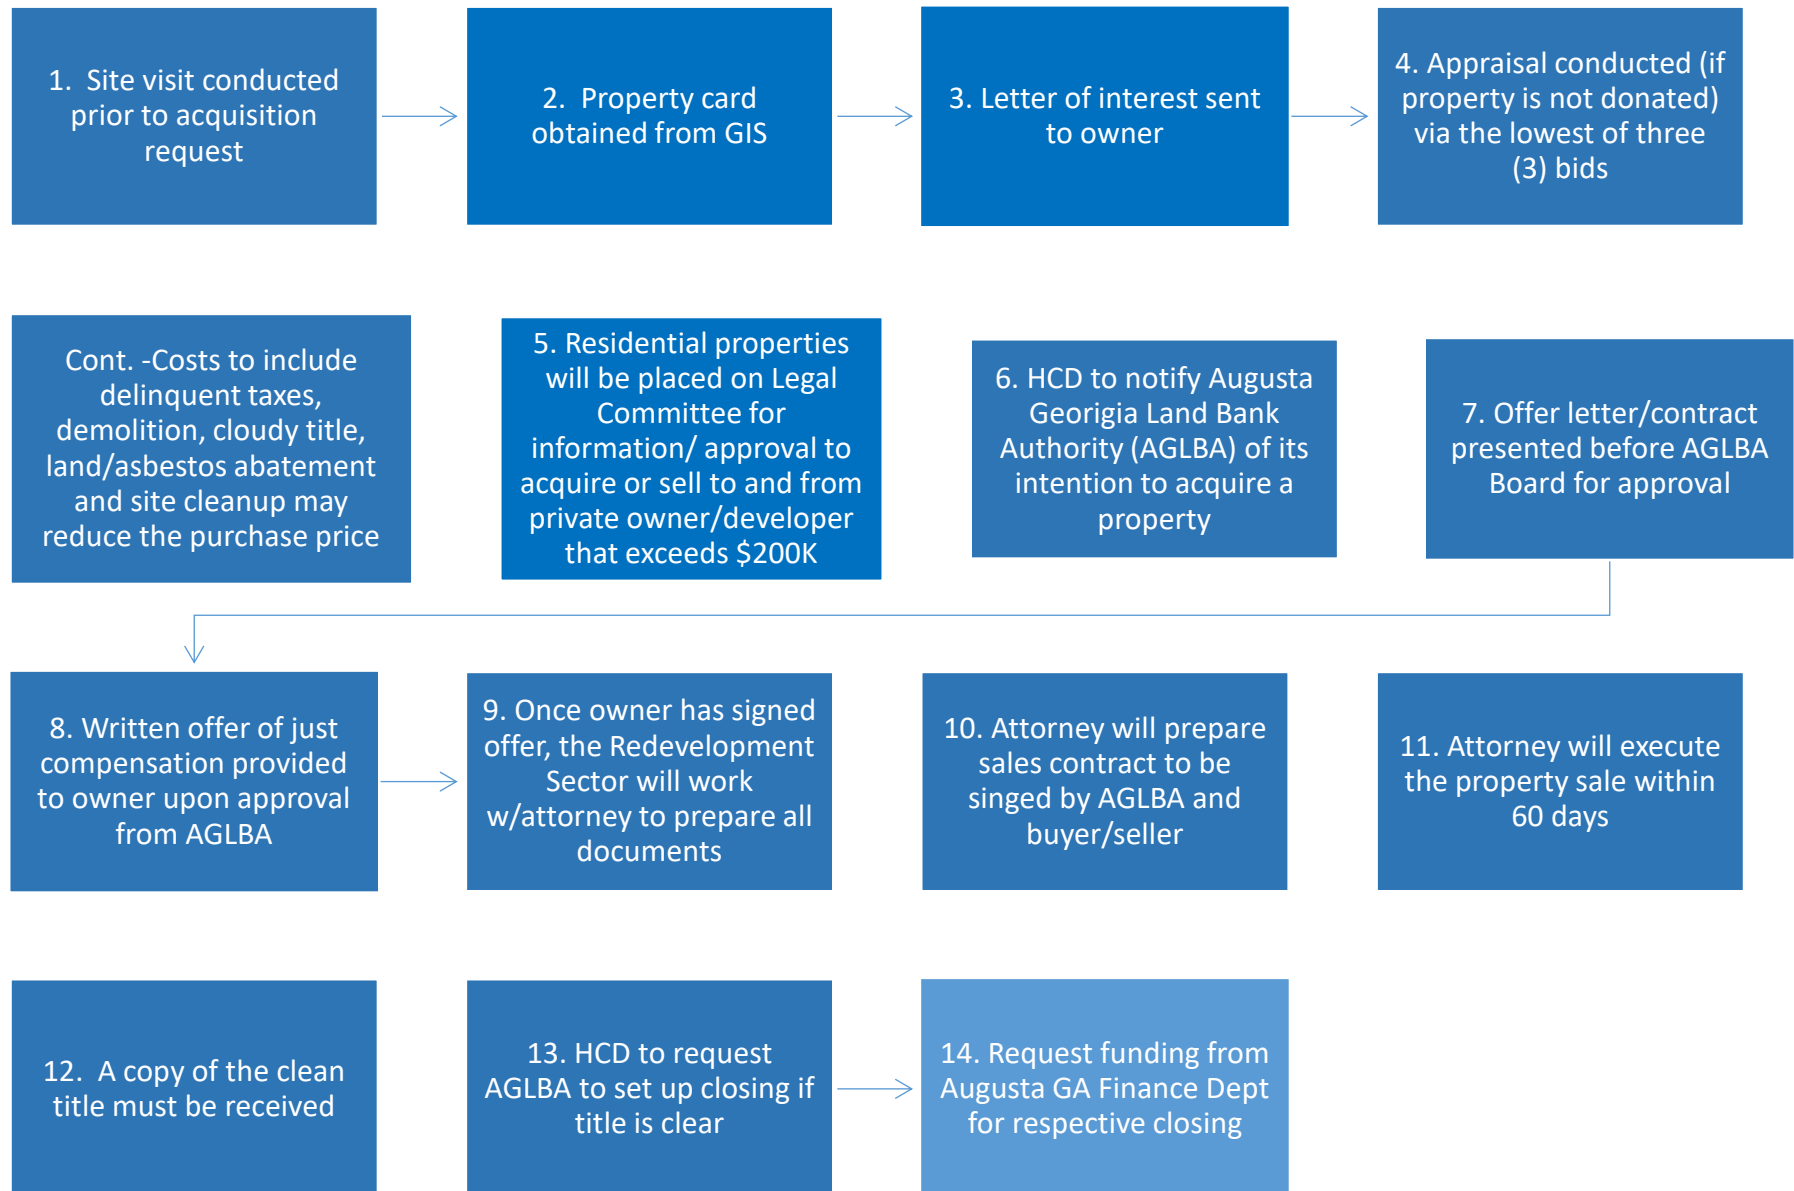 1.  Site visit conducted
prior to acquisition
request
2.  Property card
obtained from GIS
3. Letter of interest sent
to owner
4. Appraisal conducted (if
property is not donated)
via the lowest of three
(3) bids
Cont. -Costs to include
delinquent taxes,
demolition, cloudy title,
land/asbestos abatement
and site cleanup may
reduce the purchase price
5. Residential properties
will be placed on Legal
Committee for
information/ approval to
acquire or sell to and from
private owner/developer
that exceeds $200K
6. HCD to notify Augusta
Georigia Land Bank
Authority (AGLBA) of its
intention to acquire a
property
7. Offer letter/contract
presented before AGLBA
Board for approval
8. Written offer of just
compensation provided
to owner upon approval
from AGLBA
9. Once owner has signed
offer, the Redevelopment
Sector will work
w/attorney to prepare all
documents
10. Attorney will prepare
sales contract to be
singed by AGLBA and
buyer/seller
11. Attorney will execute
the property sale within
60 days
12.  A copy of the clean
title must be received
13. HCD to request
AGLBA to set up closing if
title is clear
14. Request funding from
Augusta GA Finance Dept
for respective closing